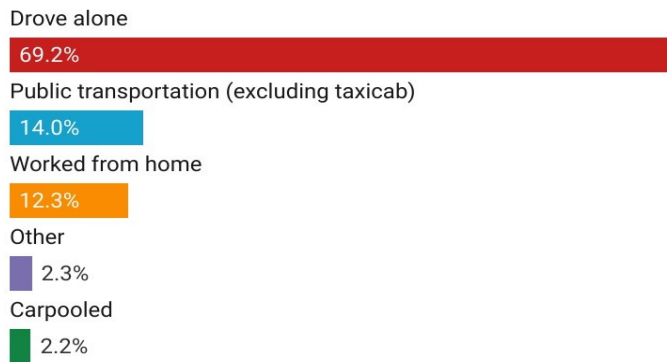 Drove alone
69.2%
Public transportation (excluding taxicab)
14.0%
Worked from home
12.3%
Other
2.3%
Carpooled
2.2%